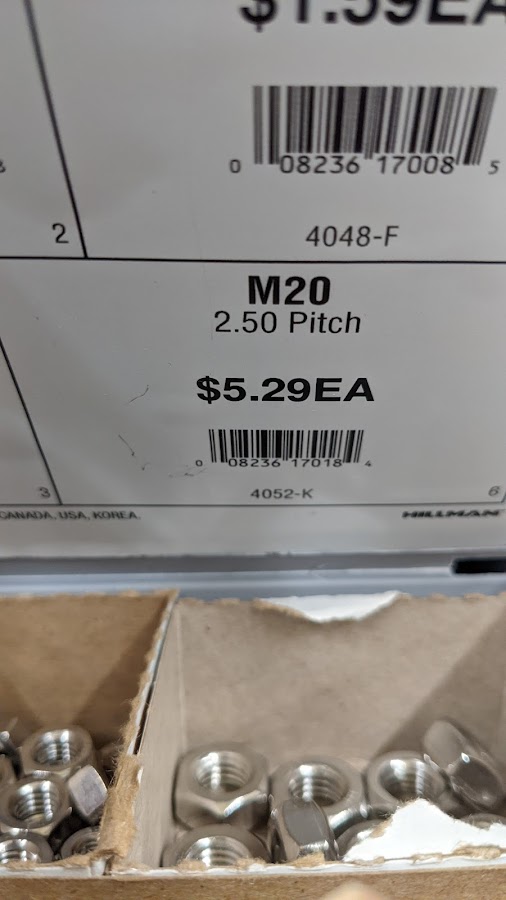 $1.59EA
0 08236 17008 5
2
4048-F
M20
2.50 Pitch
$5.29EA
0 08236 17018 4
3
4052-K
6
CANADA, USA, KOREA.
HILLMAN